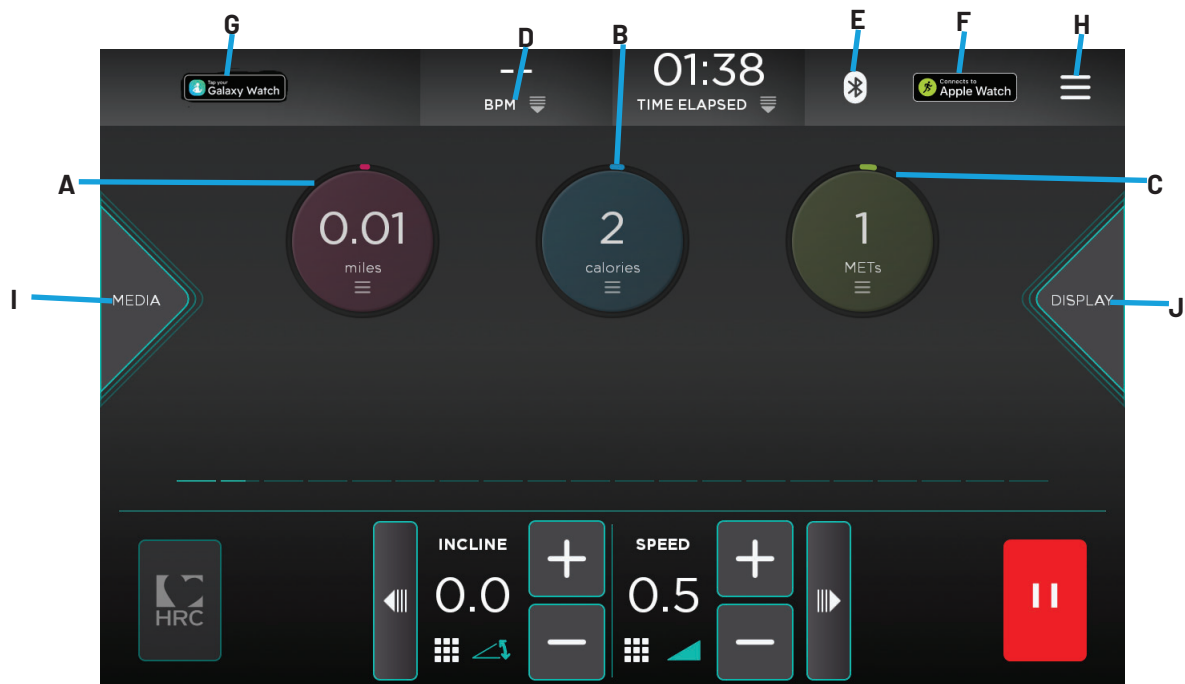 G
D
B
E
F
H
Tap your
Galaxy Watch
--
BPM
01:38
TIME ELAPSED
Connects to
Apple Watch
A
C
0.01
miles
2
calories
1
METs
I
MEDIA
DISPLAY
J
HRC
INCLINE
0.0
+
−
SPEED
0.5
+
−